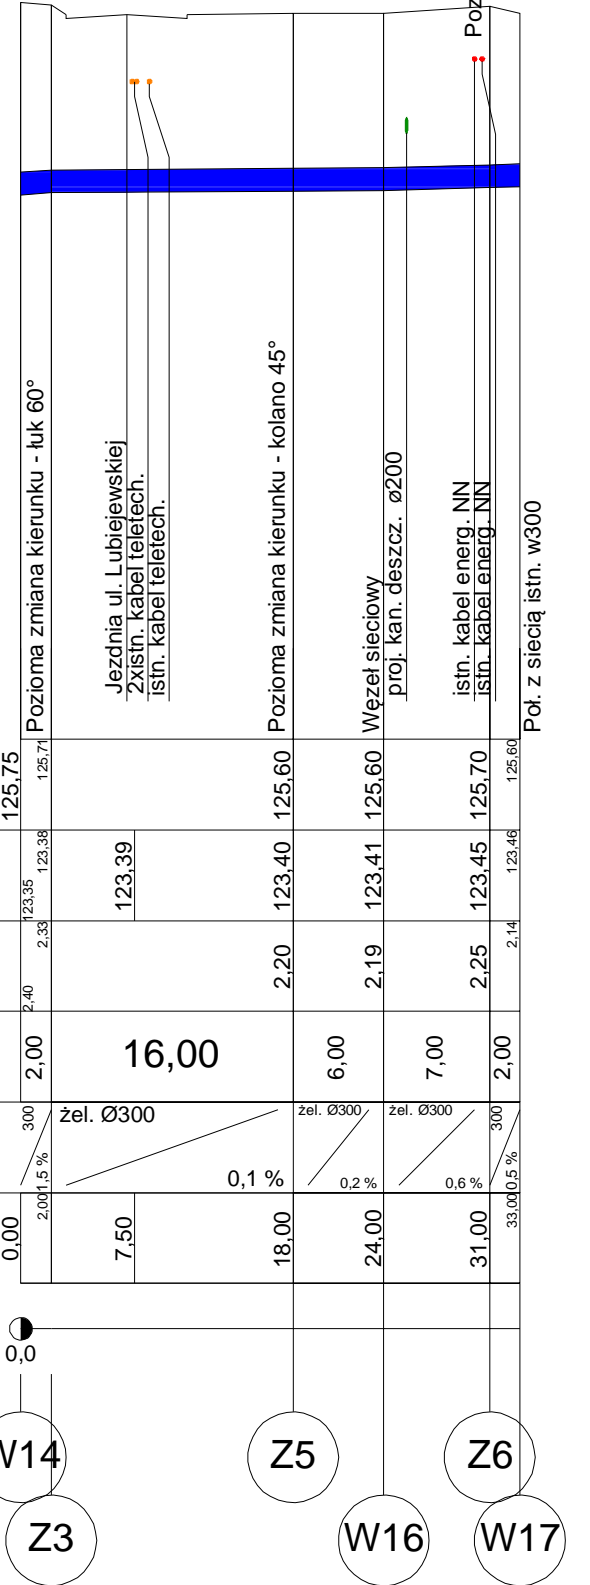 Poz
Pozioma zmiana kierunku - łuk 60°
Jezdnia ul. Lubiejewskiej
2xistn. kabel teletech.
istn. kabel teletech.
Pozioma zmiana kierunku - kolano 45°
Węzeł sieciowy
proj. kan. deszcz. ø200
istn. kabel energ. NN
istn. kabel energ. NN
Poł. z siecią istn. w300
125,75
125,71
125,60
125,60
125,70
125,60
123,35
123,38
123,39
123,40
123,41
123,45
123,46
2,40
2,33
2,20
2,19
2,25
2,14
2,00
16,00
6,00
7,00
2,00
300
1,5 %
żel. Ø300
0,1 %
żel. Ø300
0,2 %
żel. Ø300
0,6 %
300
0,5 %
0,00
2,00
7,50
18,00
24,00
31,00
33,00
0,0
W14
Z5
Z6
Z3
W16
W17